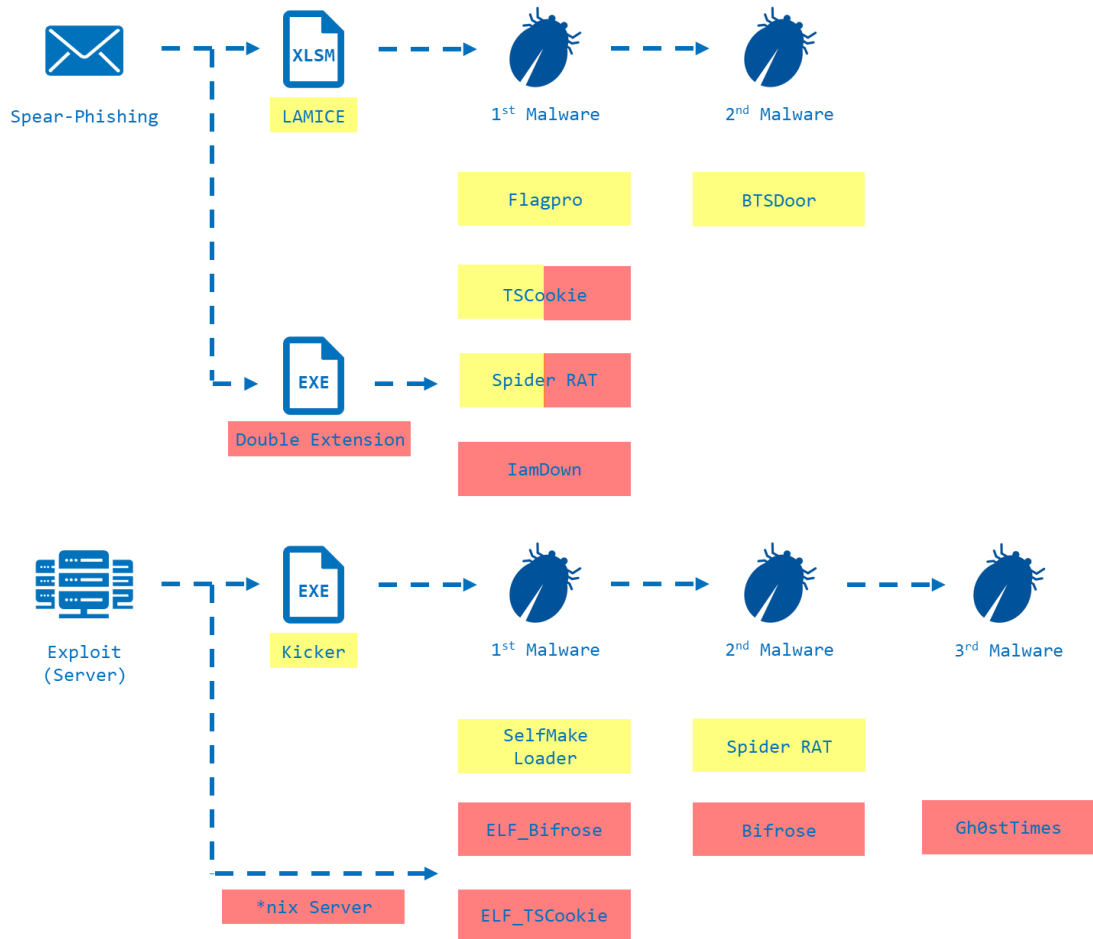 XLSM
Spear-Phishing
LAMICE
1st Malware
2nd Malware
Flagpro
BTSDoor
TSCookie
EXE
Spider RAT
Double Extension
IamDown
EXE
Exploit
(Server)
Kicker
1st Malware
2nd Malware
3rd Malware
SelfMake
Loader
Spider RAT
ELF_Bifrose
Bifrose
Gh0stTimes
*nix Server
ELF_TSCookie